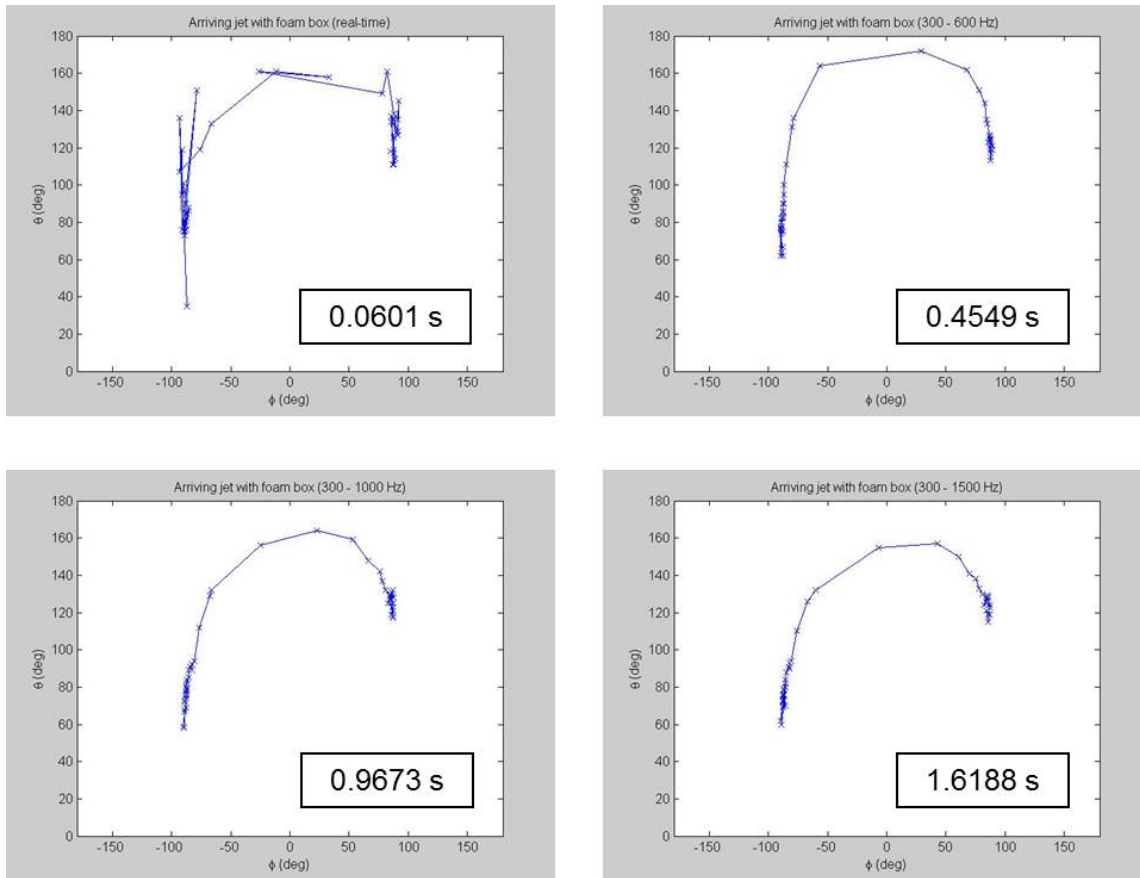 Arriving jet with foam box (real-time)
180
160
140
120
100
80
60
40
20
0
θ (deg)
-150 -100 -50 0 50 100 150
ϕ (deg)
0.0601 s
Arriving jet with foam box (300 - 600 Hz)
180
160
140
120
100
80
60
40
20
0
θ (deg)
-150 -100 -50 0 50 100 150
ϕ (deg)
0.4549 s
Arriving jet with foam box (300 - 1000 Hz)
180
160
140
120
100
80
60
40
20
0
θ (deg)
-150 -100 -50 0 50 100 150
ϕ (deg)
0.9673 s
Arriving jet with foam box (300 - 1500 Hz)
180
160
140
120
100
80
60
40
20
0
θ (deg)
-150 -100 -50 0 50 100 150
ϕ (deg)
1.6188 s